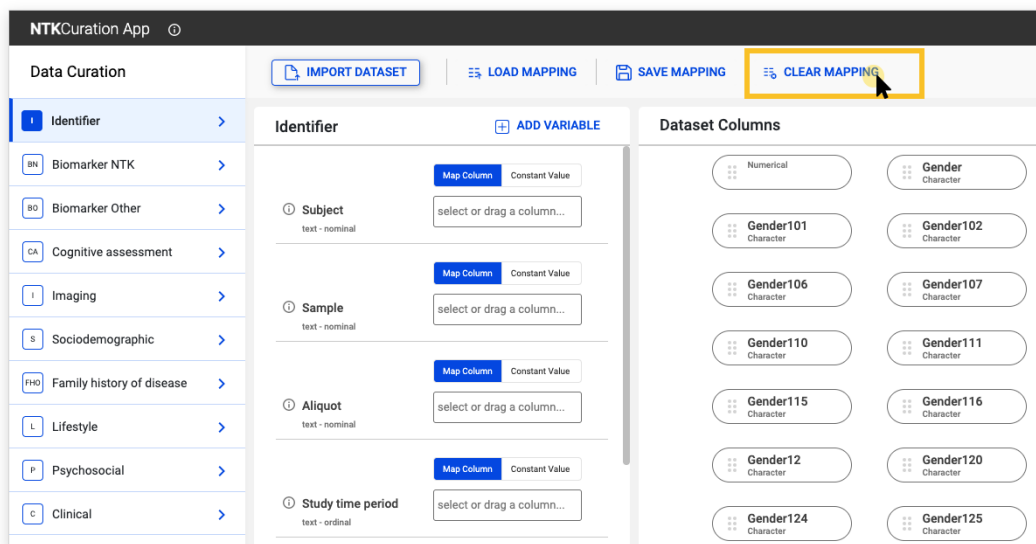 NTKCuration App
Data Curation
IMPORT DATASET
LOAD MAPPING
SAVE MAPPING
CLEAR MAPPING
I Identifier
BN Biomarker NTK
BO Biomarker Other
CA Cognitive assessment
I Imaging
S Sociodemographic
FHO Family history of disease
L Lifestyle
P Psychosocial
C Clinical
Identifier
ADD VARIABLE
Map Column Constant Value
Subject
select or drag a column...
text - nominal
Map Column Constant Value
Sample
select or drag a column...
text - nominal
Map Column Constant Value
Aliquot
select or drag a column...
text - nominal
Map Column Constant Value
Study time period
select or drag a column...
text - ordinal
Dataset Columns
Numerical
Gender
Character
Gender101
Character
Gender102
Character
Gender106
Character
Gender107
Character
Gender110
Character
Gender111
Character
Gender115
Character
Gender116
Character
Gender12
Character
Gender120
Character
Gender124
Character
Gender125
Character